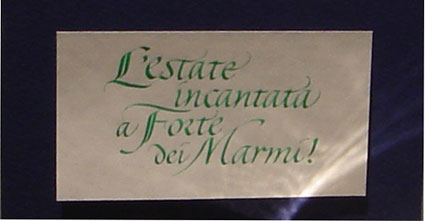 L'estate
incantata
a Forte
dei Marmi!